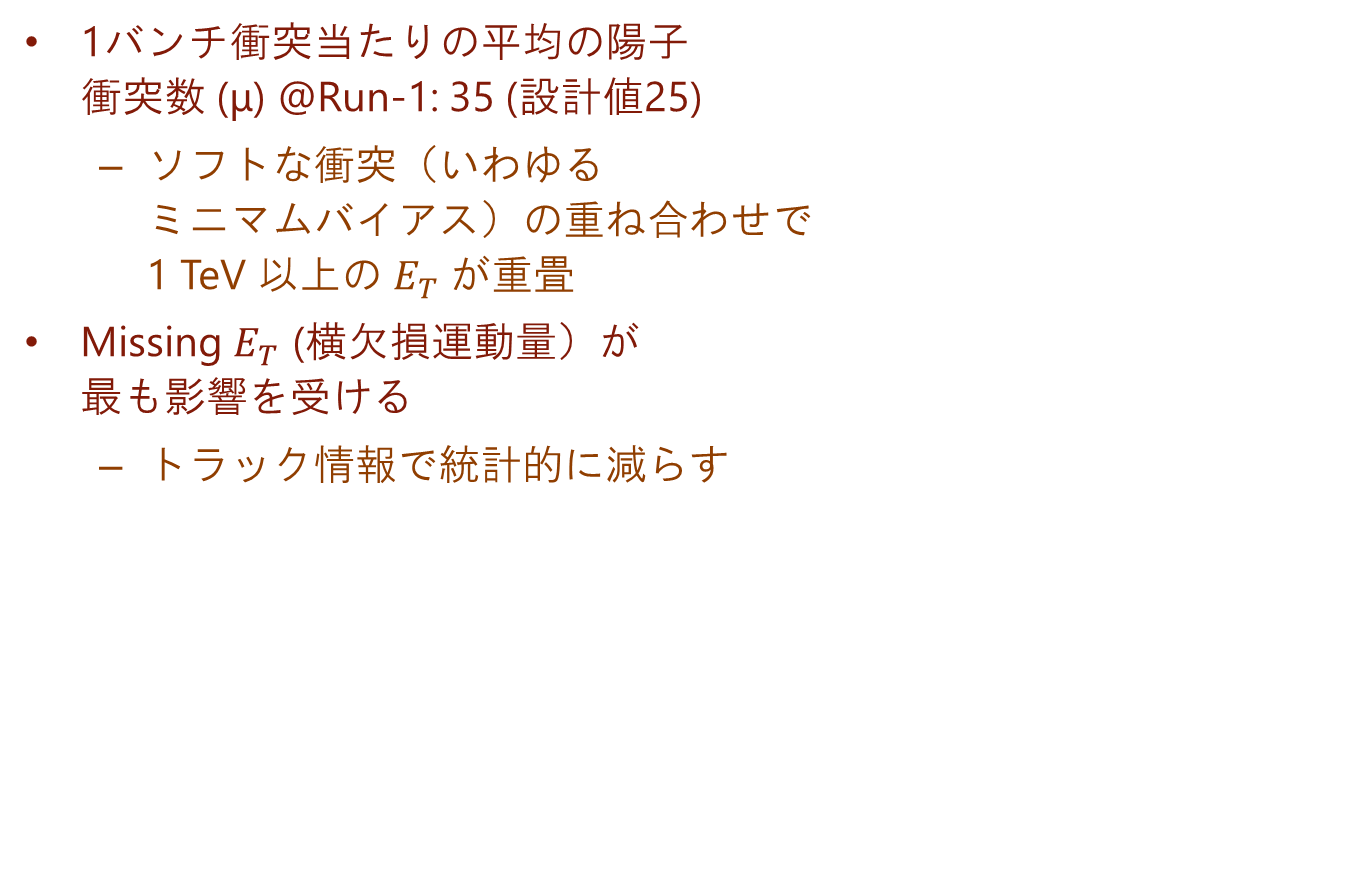 • 1バンチ衝突当たりの平均の陽子
衝突数 (μ) @Run-1: 35 (設計値25)
– ソフトな衝突（いわゆる
ミニマムバイアス）の重ね合わせで
1 TeV 以上の E_T が重畳
• Missing E_T (横欠損運動量）が
最も影響を受ける
– トラック情報で統計的に減らす